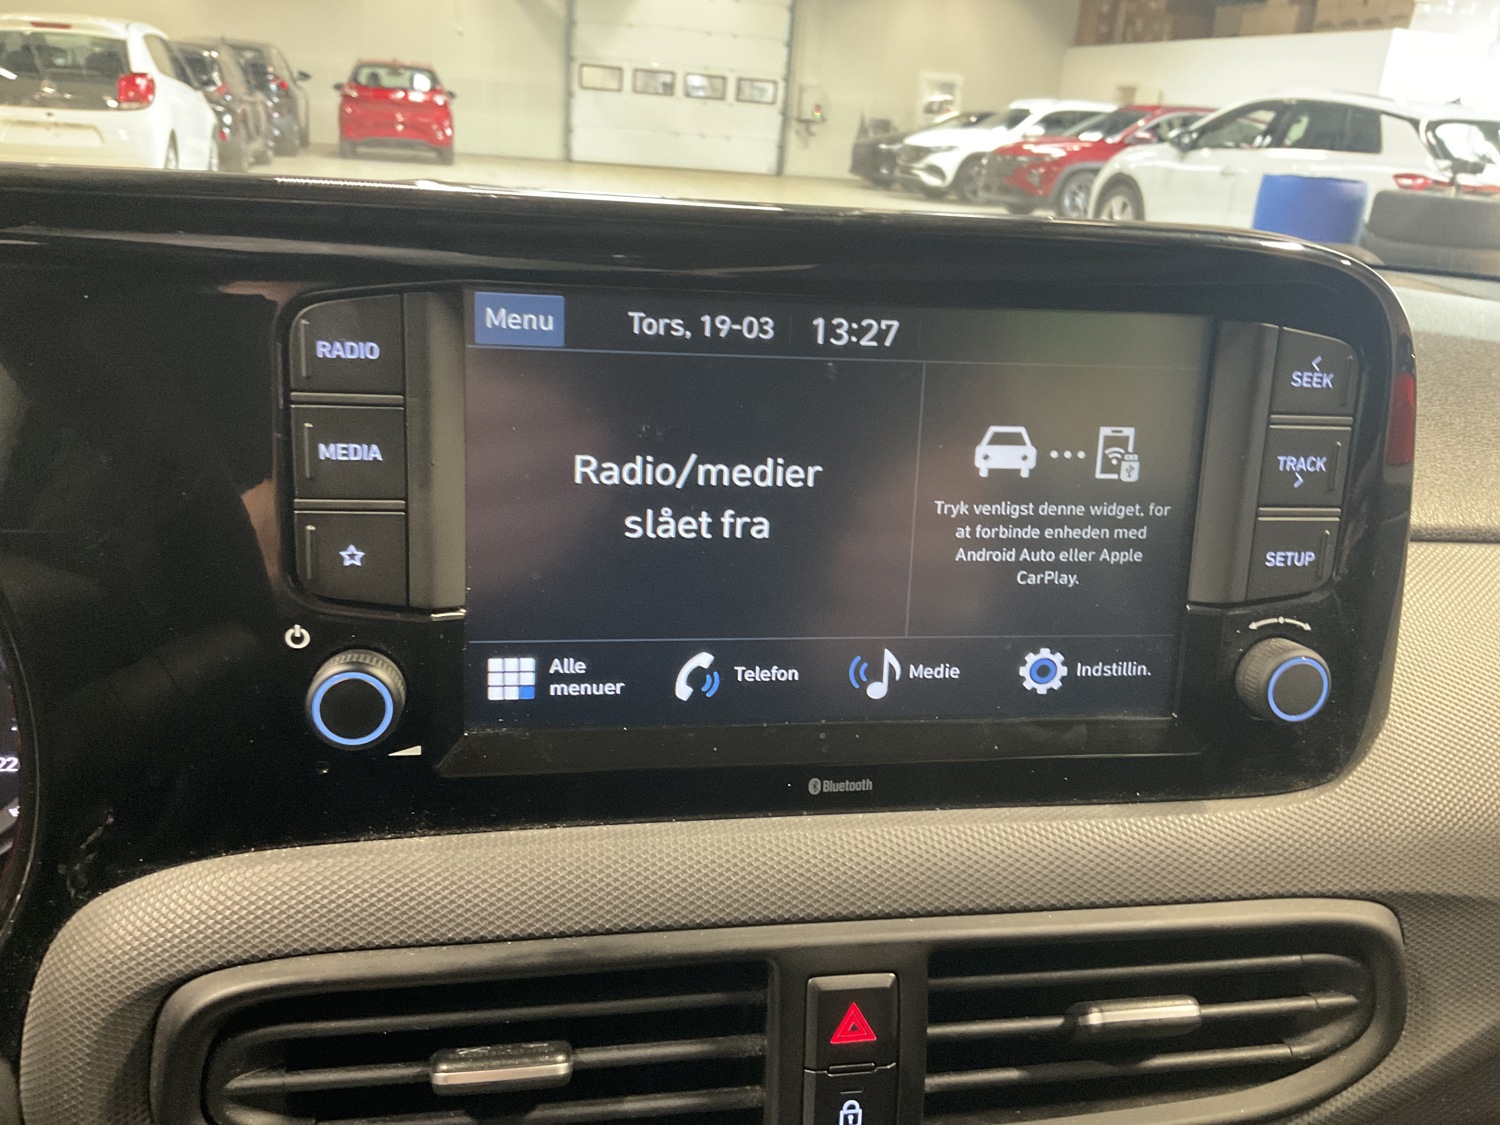 Menu
Tors, 19-03
13:27
RADIO
MEDIA
SEEK
TRACK
SETUP
Radio/medier
slået fra
Tryk venligst denne widget, for
at forbinde enheden med
Android Auto eller Apple
CarPlay.
Alle
menuer
Telefon
Medie
Indstillin.
Bluetooth
22